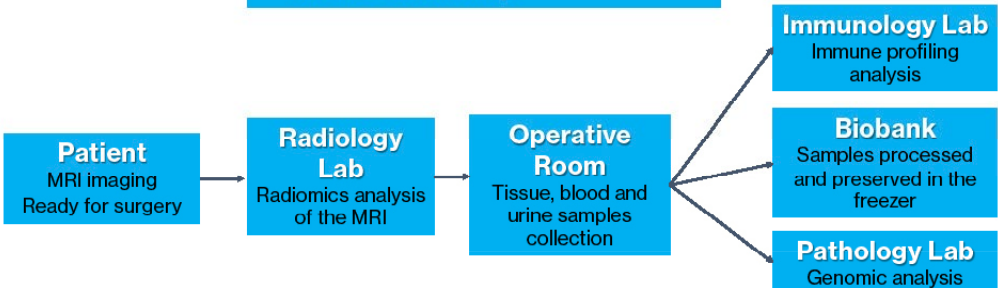 Patient
MRI imaging
Ready for surgery
Radiology
Lab
Radiomics analysis
of the MRI
Operative
Room
Tissue, blood and
urine samples
collection
Immunology Lab
Immune profiling
analysis
Biobank
Samples processed
and preserved in the
freezer
Pathology Lab
Genomic analysis